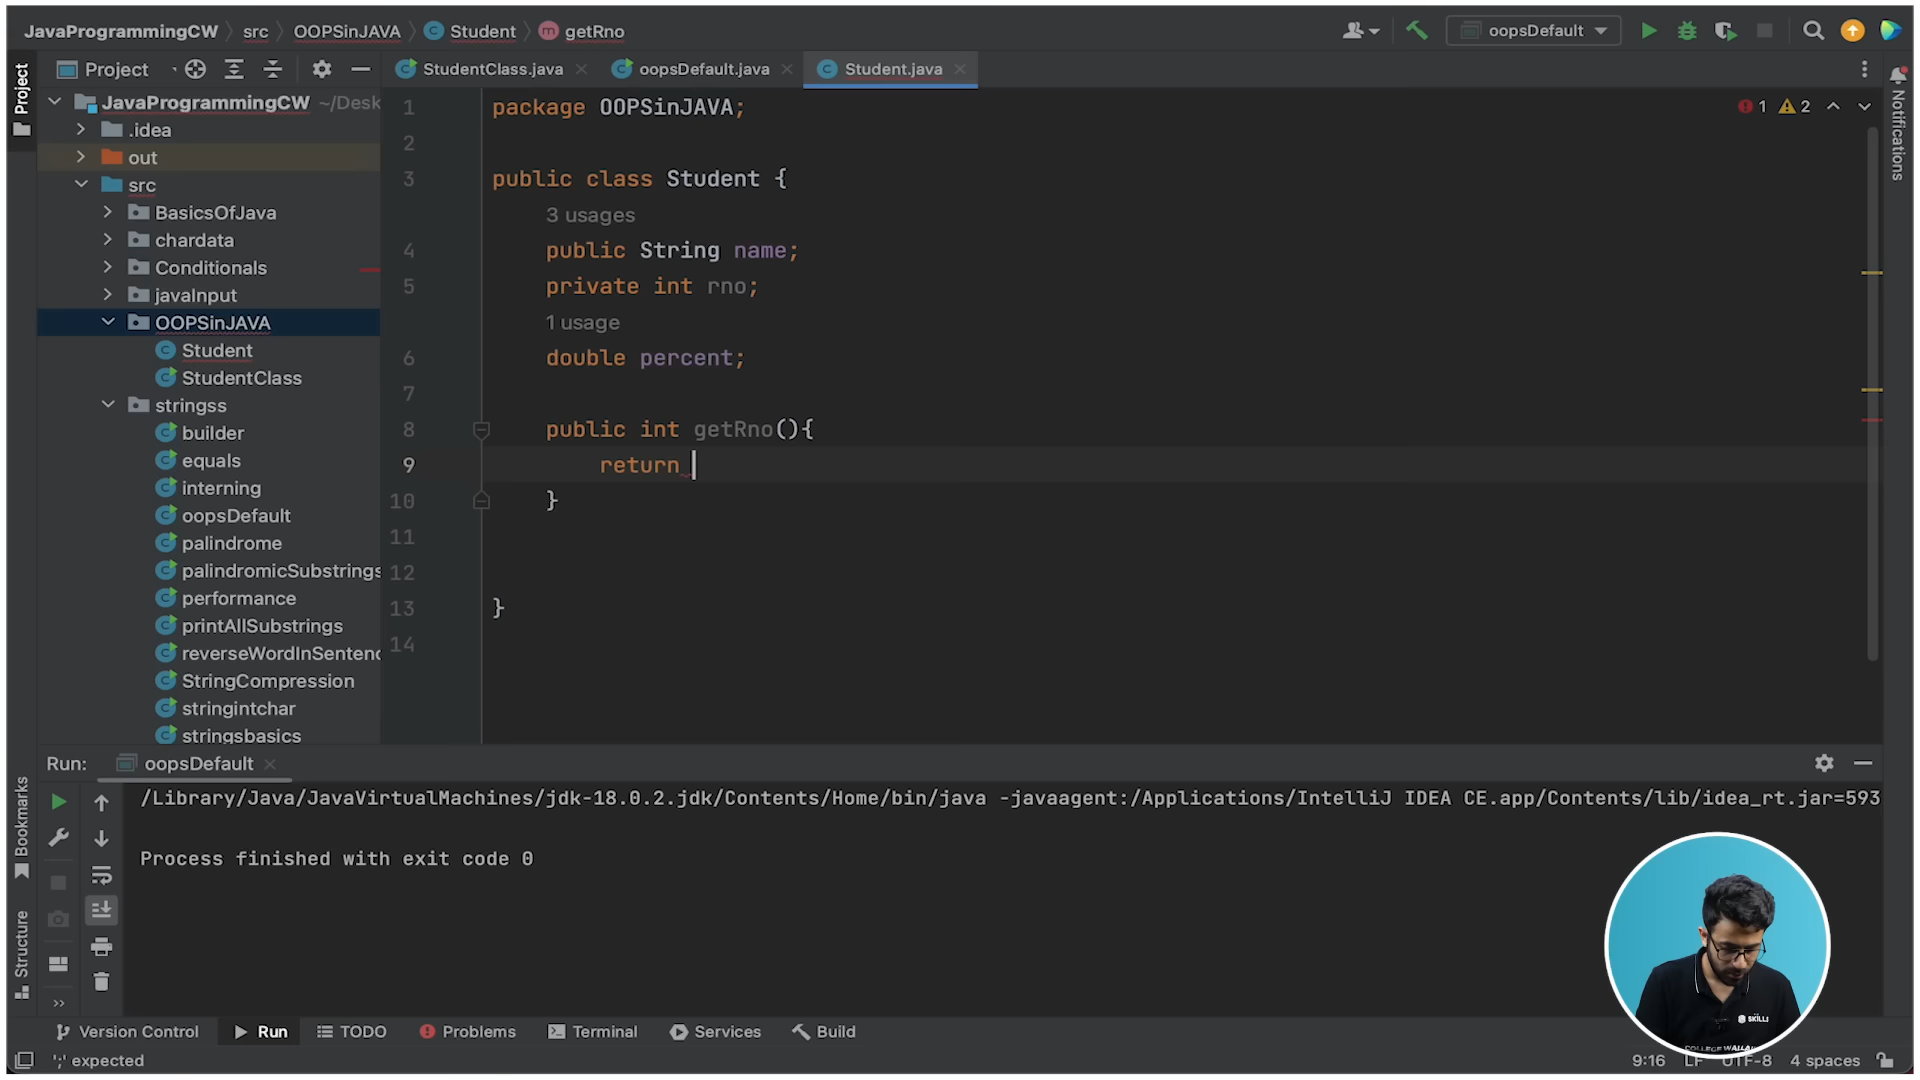 JavaProgrammingCW
src
OOPSinJAVA
Student
getRno
oopsDefault
Project
Project
StudentClass.java
oopsDefault.java
Student.java
Notifications
JavaProgrammingCW ~/Desk
.idea
out
src
BasicsOfJava
chardata
Conditionals
javaInput
OOPSinJAVA
Student
StudentClass
stringss
builder
equals
interning
oopsDefault
palindrome
palindromicSubstrings
performance
printAllSubstrings
reverseWordInSentenc
StringCompression
stringintchar
stringsbasics
1 package OOPSinJAVA;
1 2
2
3 public class Student {
3 usages
4 public String name;
5 private int rno;
1 usage
6 double percent;
7
8 public int getRno(){
9 return
10 }
11
12
13 }
14
Run: oopsDefault
/Library/Java/JavaVirtualMachines/jdk-18.0.2.jdk/Contents/Home/bin/java -javaagent:/Applications/IntelliJ IDEA CE.app/Contents/lib/idea_rt.jar=593
Process finished with exit code 0
Bookmarks
Structure
SKILLS
Version Control
Run
TODO
Problems
Terminal
Services
Build
';' expected
9:16 LF UTF-8 4 spaces